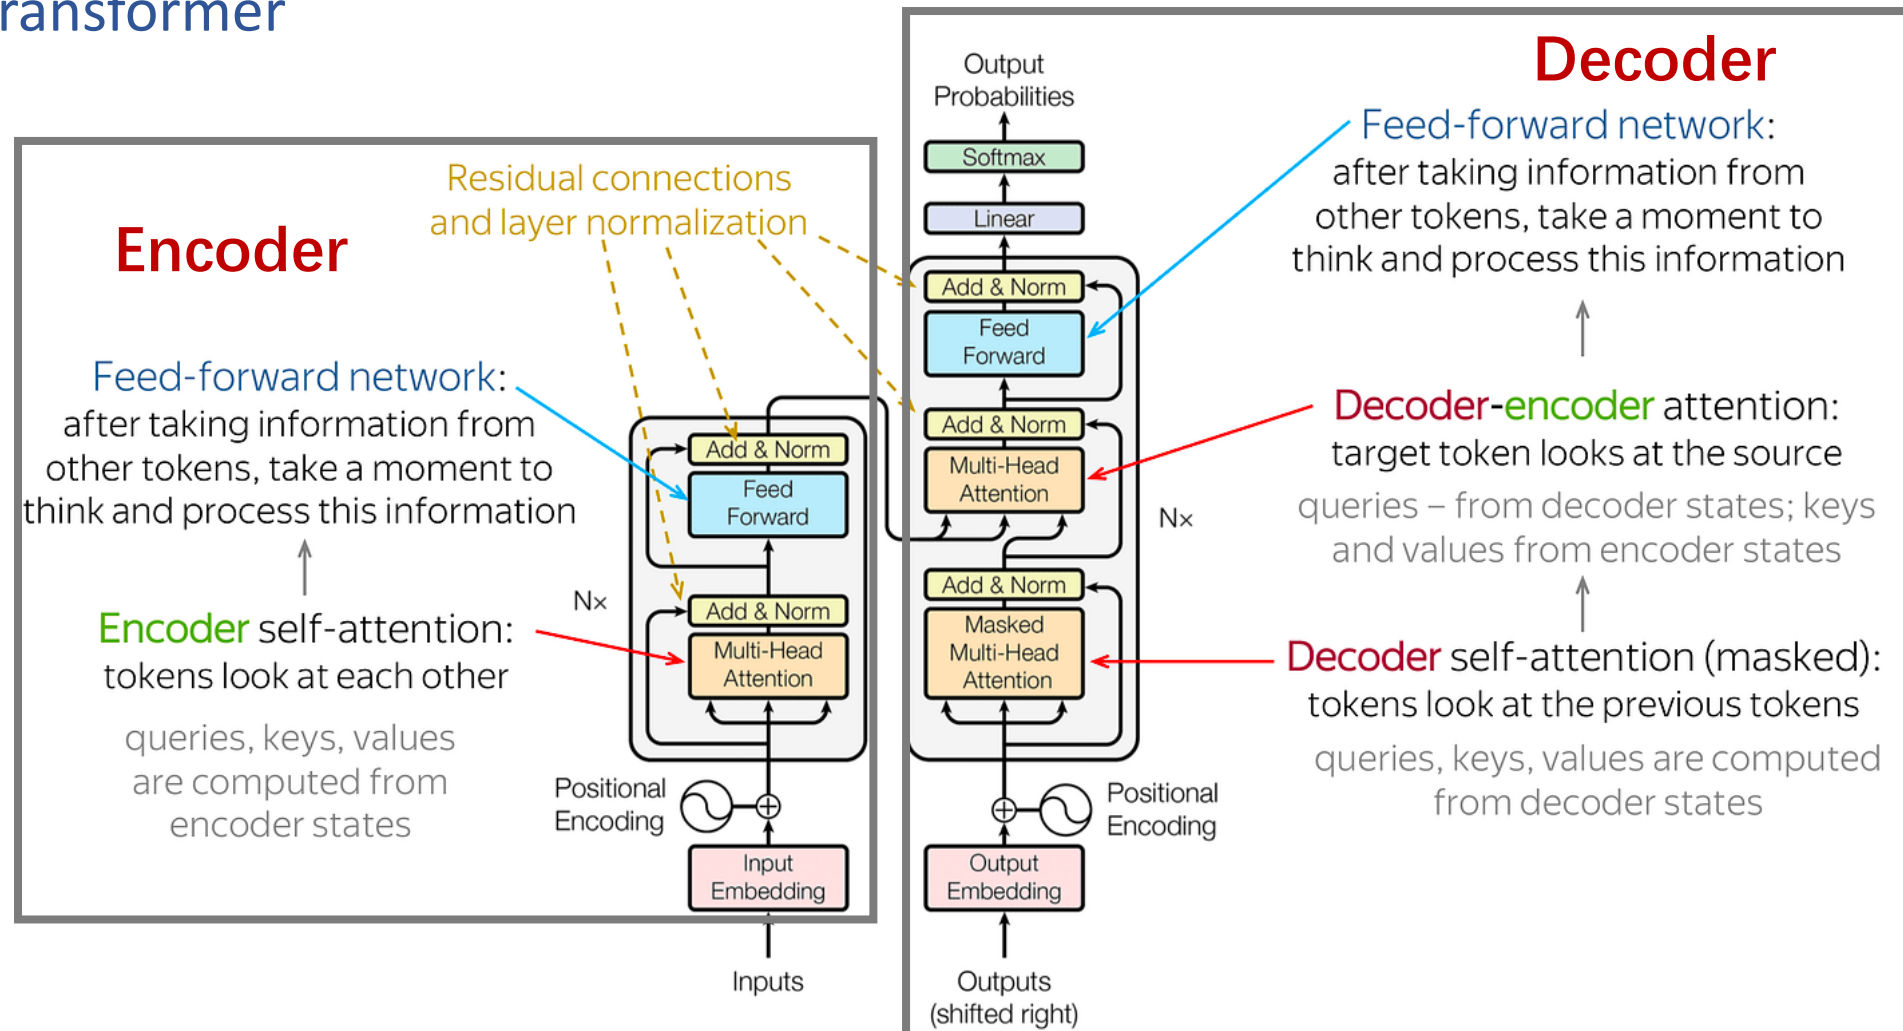 ransformer
Encoder
Residual connections
and layer normalization
Feed-forward network:
after taking information from
other tokens, take a moment to
think and process this information
Encoder self-attention:
tokens look at each other
queries, keys, values
are computed from
encoder states
Nx
Add & Norm
Feed
Forward
Add & Norm
Multi-Head
Attention
Positional
Encoding
Input
Embedding
Inputs
Decoder
Output
Probabilities
Softmax
Linear
Add & Norm
Feed
Forward
Add & Norm
Multi-Head
Attention
Nx
Add & Norm
Masked
Multi-Head
Attention
Positional
Encoding
Output
Embedding
Outputs
(shifted right)
Feed-forward network:
after taking information from
other tokens, take a moment to
think and process this information
Decoder-encoder attention:
target token looks at the source
queries – from decoder states; keys
and values from encoder states
Decoder self-attention (masked):
tokens look at the previous tokens
queries, keys, values are computed
from decoder states